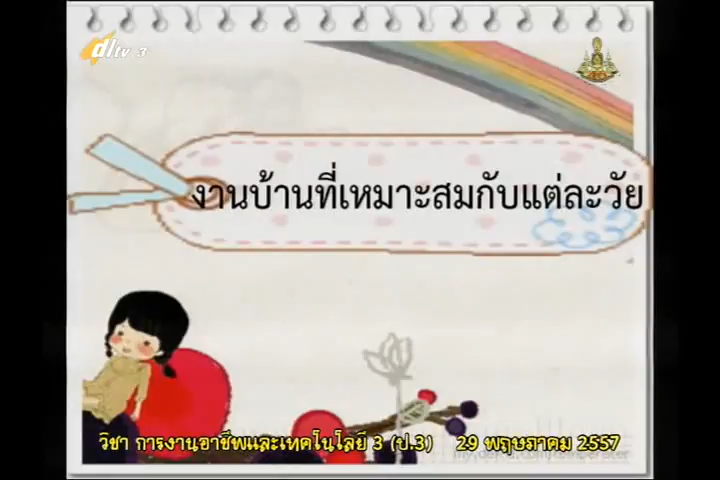 dltv 3
งานบ้านที่เหมาะสมกับแต่ละวัย
วิชา การงานอาชีพและเทคโนโลยี 3 (ป.3) 29 พฤษภาคม 2557